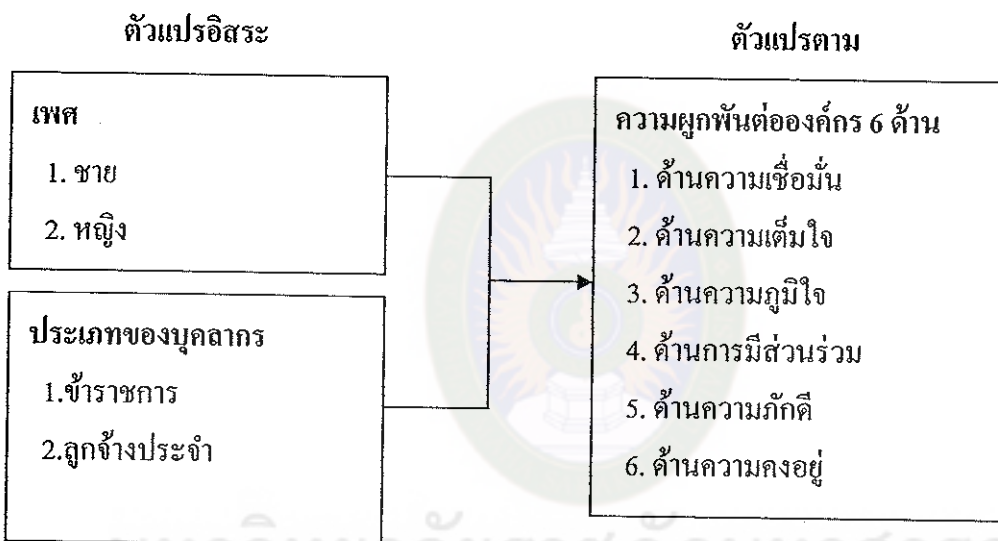 ตัวแปรอิสระ
เพศ
1. ชาย
2. หญิง
ประเภทของบุคลากร
1.ข้าราชการ
2.ลูกจ้างประจำ
ตัวแปรตาม
ความผูกพันต่อองค์กร 6 ด้าน
1. ด้านความเชื่อมั่น
2. ด้านความเต็มใจ
3. ด้านความภูมิใจ
4. ด้านการมีส่วนร่วม
5. ด้านความภักดี
6. ด้านความคงอยู่